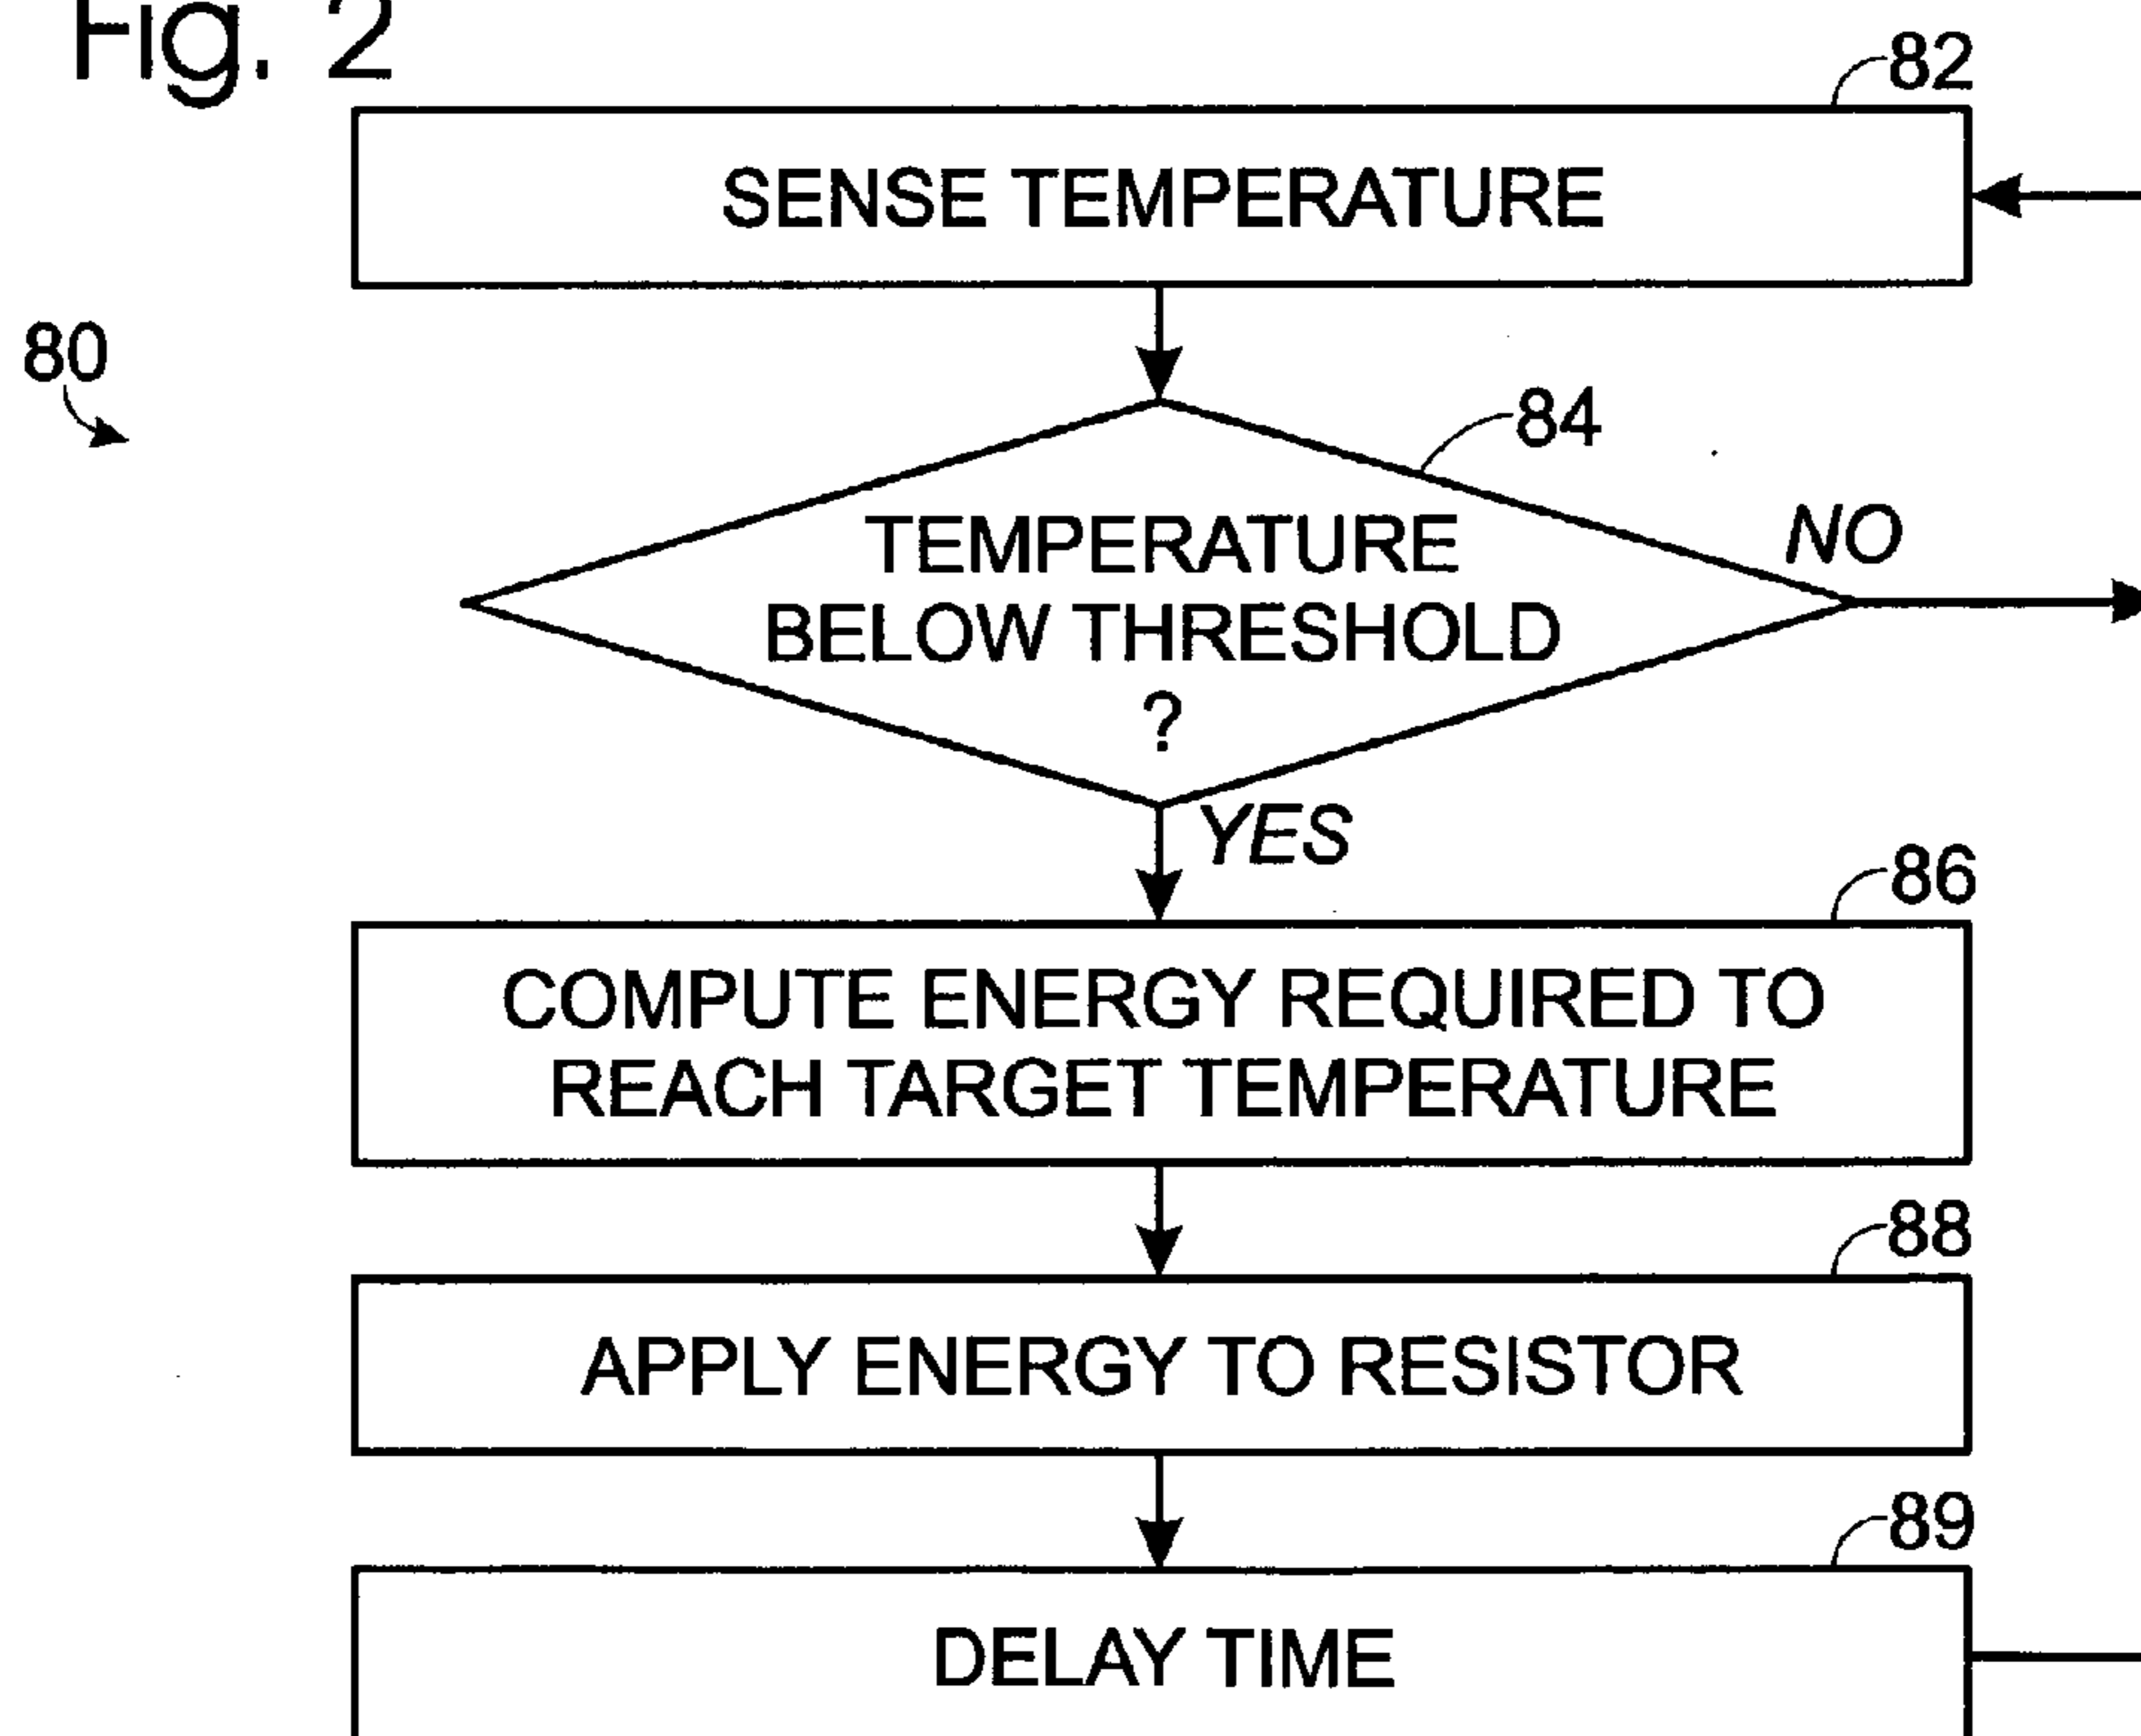 Fig. 2
82
SENSE TEMPERATURE
80
84
TEMPERATURE
BELOW THRESHOLD
?
NO
YES
86
COMPUTE ENERGY REQUIRED TO
REACH TARGET TEMPERATURE
88
APPLY ENERGY TO RESISTOR
89
DELAY TIME